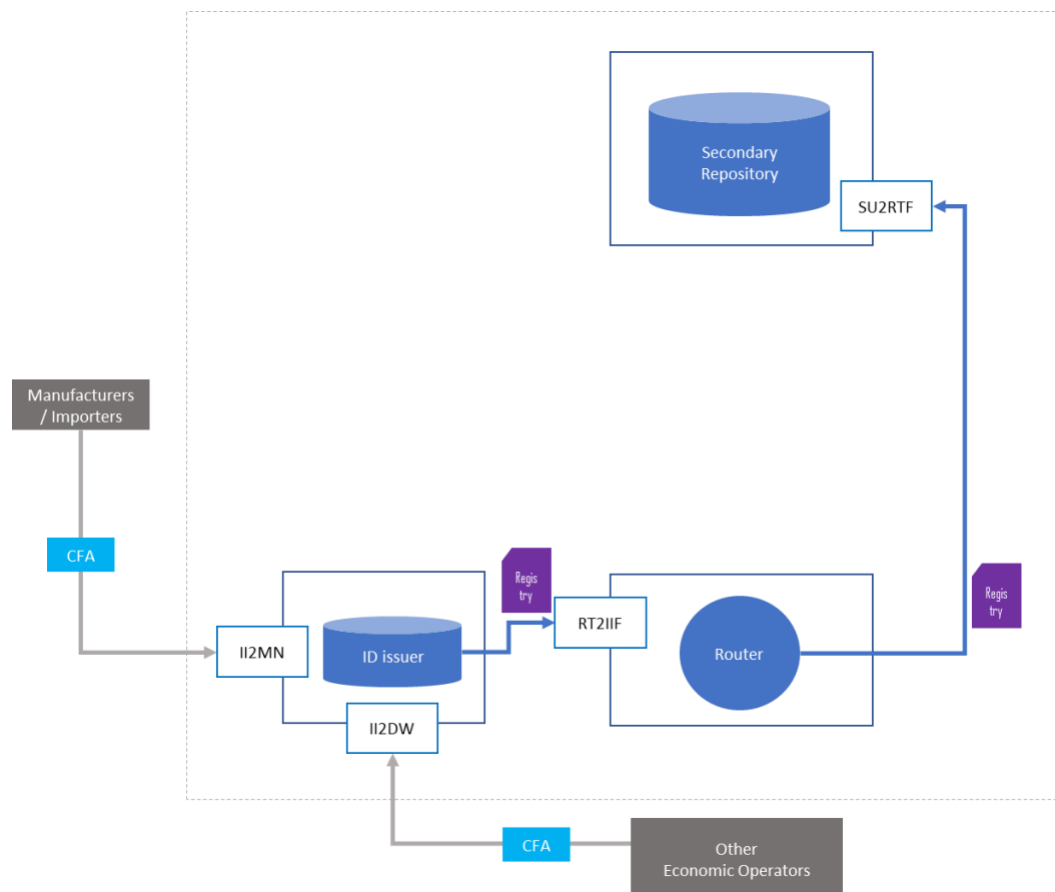 Secondary
Repository
SU2RTF
Manufacturers
/ Importers
CFA
Regis
try
Regis
try
RT2IIF
II2MN
ID issuer
Router
II2DW
CFA
Other
Economic Operators